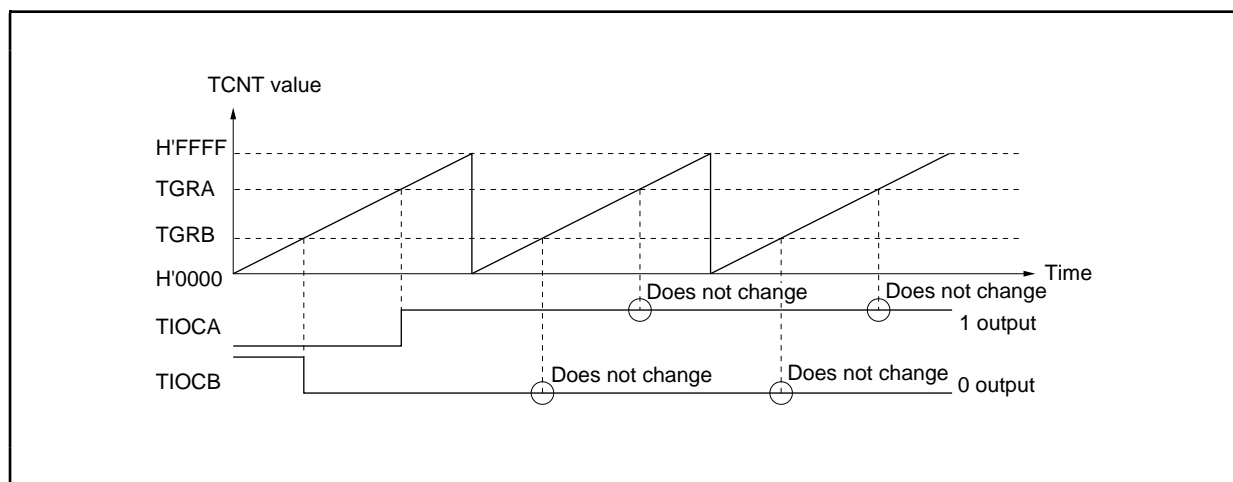 TCNT value
H'FFFF
TGRA
TGRB
H'0000
Time
Does not change
Does not change
TIOCA
1 output
Does not change
Does not change
TIOCB
0 output